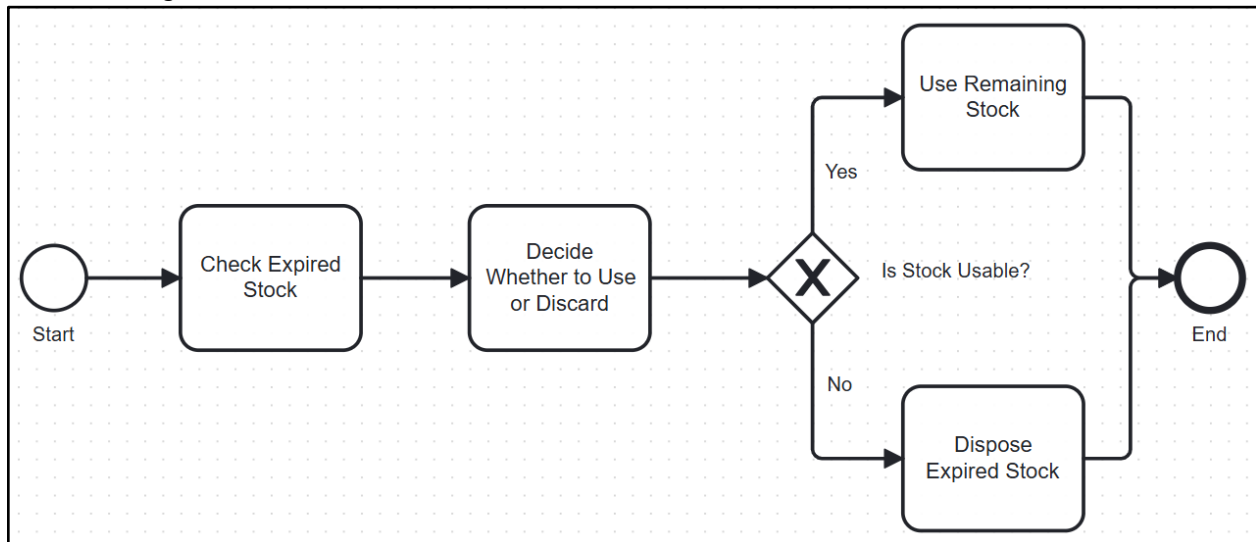 Start
Check Expired
Stock
Decide
Whether to Use
or Discard
Is Stock Usable?
Yes
Use Remaining
Stock
No
Dispose
Expired Stock
End